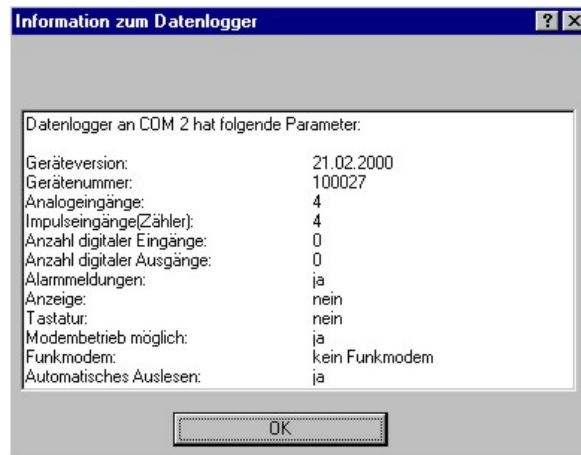 Information zum Datenlogger
Datenlogger an COM 2 hat folgende Parameter:
Geräteversion: 21.02.2000
Gerätenummer: 100027
Analogeingänge: 4
Impulseingänge(Zähler): 4
Anzahl digitaler Eingänge: 0
Anzahl digitaler Ausgänge: 0
Alarmmeldungen: ja
Anzeige: nein
Tastatur: nein
Modembetrieb möglich: ja
Funkmodem: kein Funkmodem
Automatisches Auslesen: ja
OK